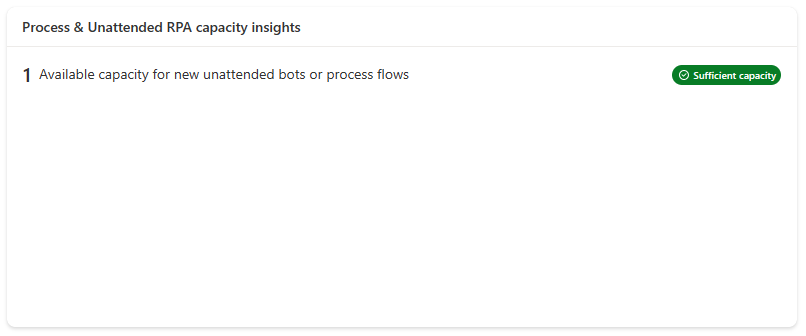 Process & Unattended RPA capacity insights
1 Available capacity for new unattended bots or process flows
Sufficient capacity